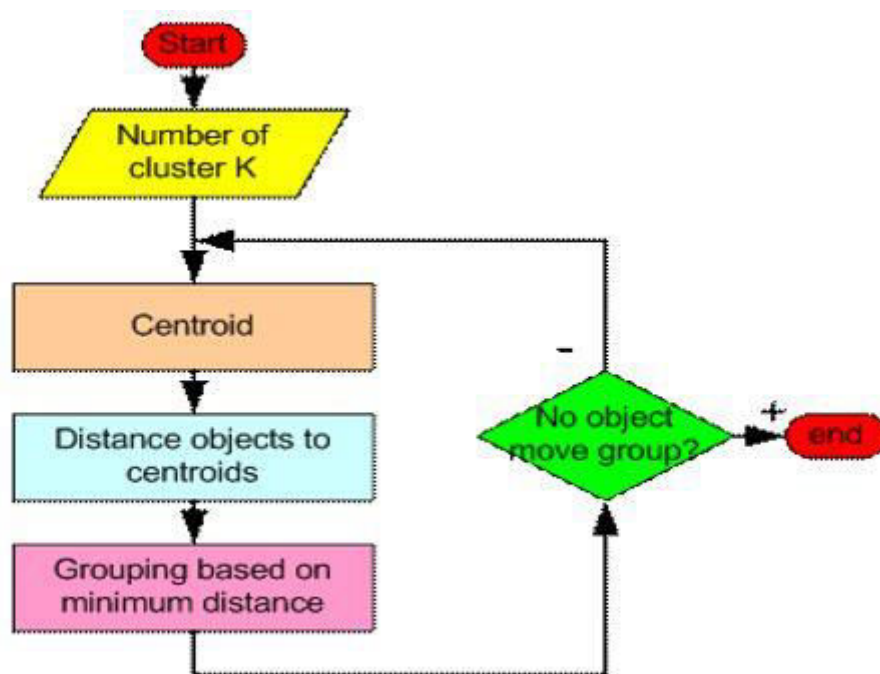 Start
Number of
cluster K
Centroid
Distance objects to
centroids
Grouping based on
minimum distance
-
No object
move group?
+
end